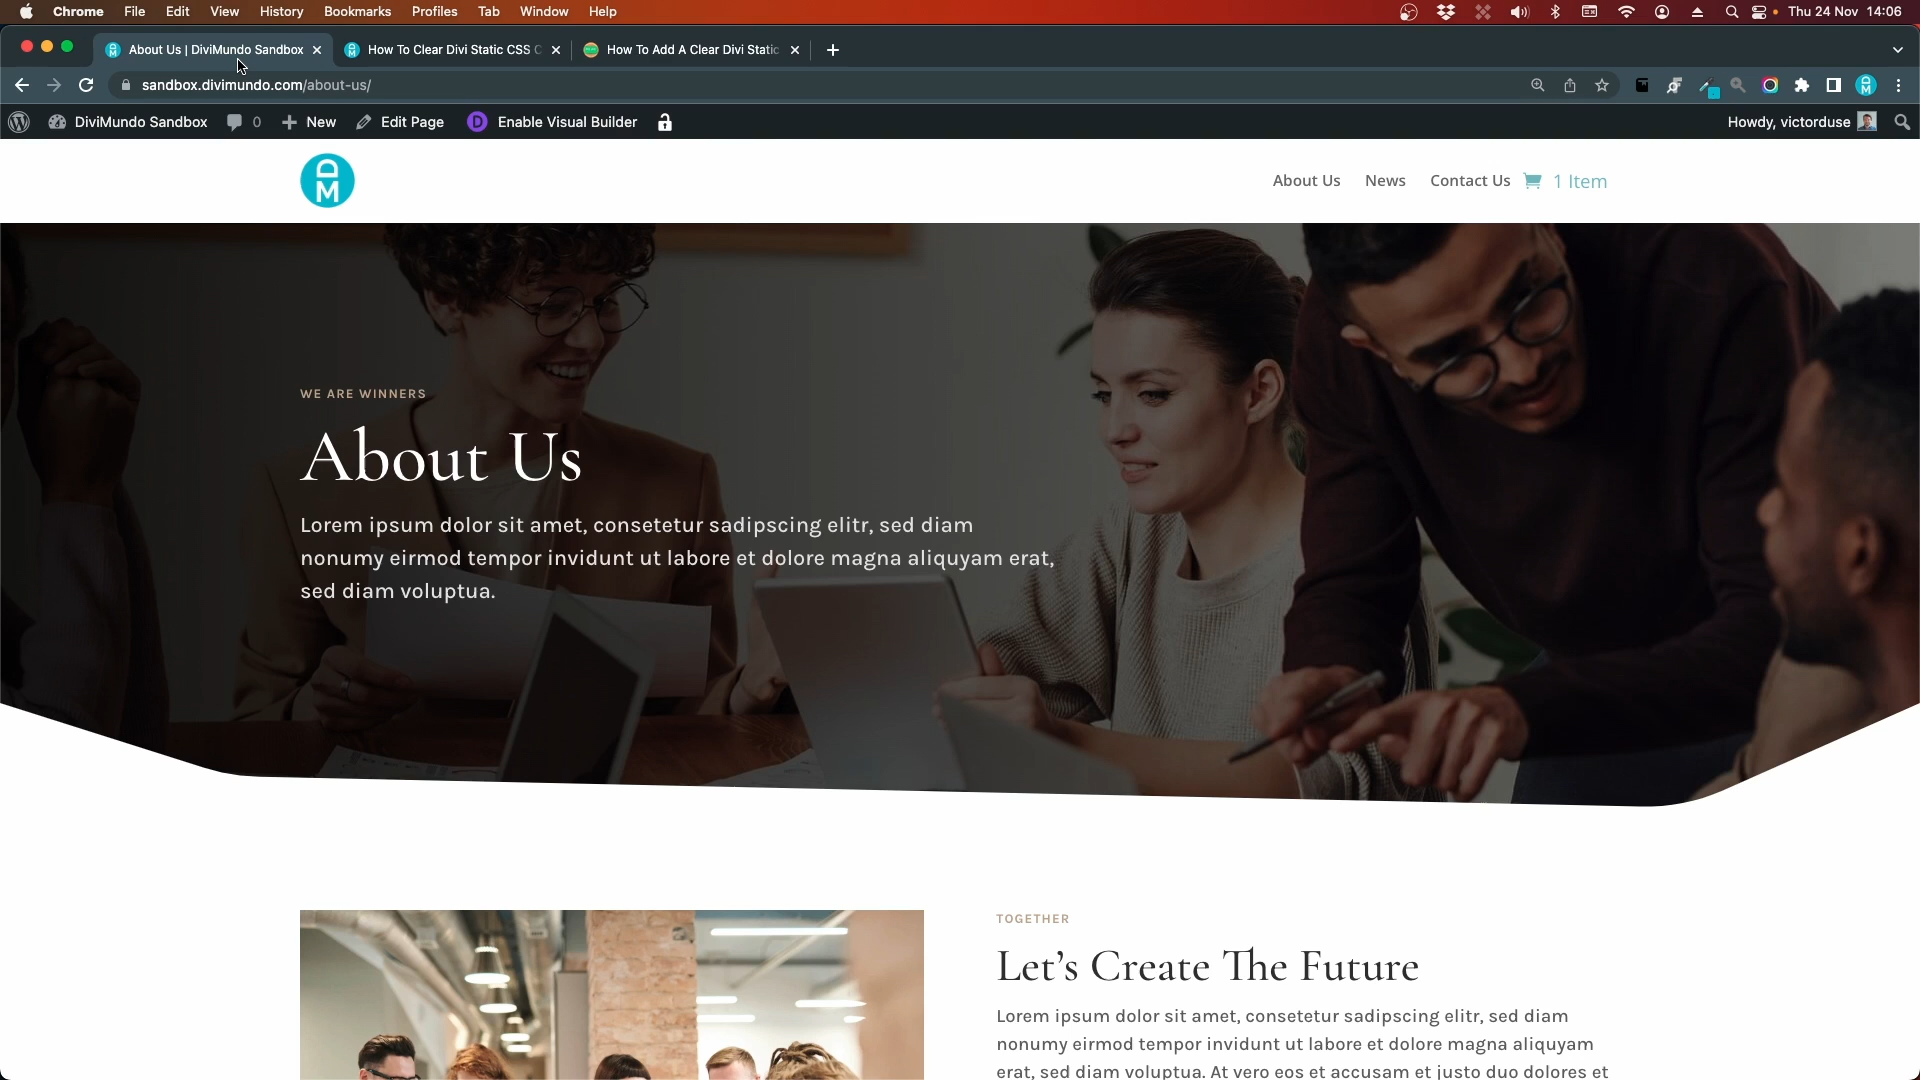 Chrome File Edit View History Bookmarks Profiles Tab Window Help Thu 24 Nov 14:06
About Us | DiviMundo Sandbox How To Clear Divi Static CSS C How To Add A Clear Divi Static
sandbox.divimundo.com/about-us/
DiviMundo Sandbox 0 New Edit Page D Enable Visual Builder Howdy, victorduse
DM About Us News Contact Us 1 Item
WE ARE WINNERS
About Us
Lorem ipsum dolor sit amet, consetetur sadipscing elitr, sed diam
nonumy eirmod tempor invidunt ut labore et dolore magna aliquyam erat,
sed diam voluptua.
TOGETHER
Let’s Create The Future
Lorem ipsum dolor sit amet, consetetur sadipscing elitr, sed diam
nonumy eirmod tempor invidunt ut labore et dolore magna aliquyam
erat, sed diam voluptua. At vero eos et accusam et justo duo dolores et